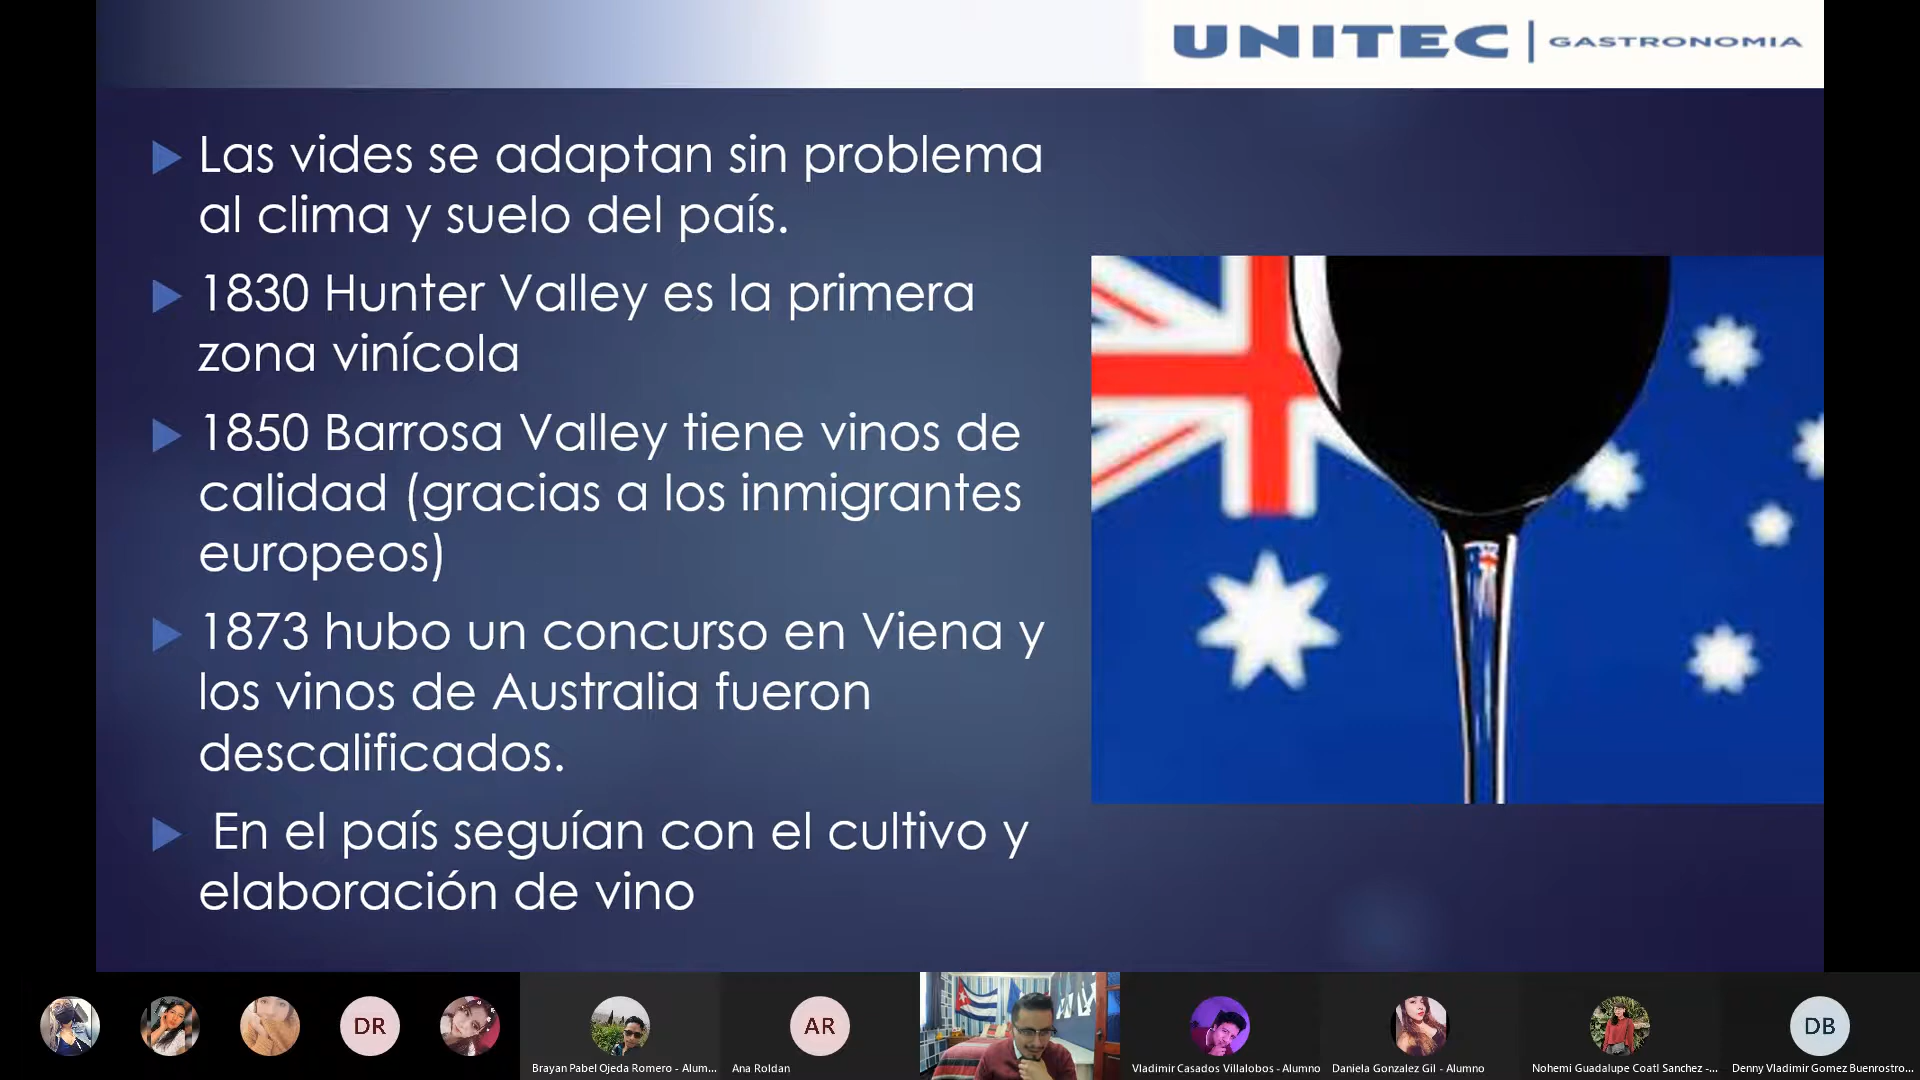 UNITEC | GASTRONOMIA
Las vides se adaptan sin problema
al clima y suelo del país.
1830 Hunter Valley es la primera
zona vinícola
1850 Barrosa Valley tiene vinos de
calidad (gracias a los inmigrantes
europeos)
1873 hubo un concurso en Viena y
los vinos de Australia fueron
descalificados.
En el país seguían con el cultivo y
elaboración de vino
DR
AR
DB
Brayan Pabel Ojeda Romero - Alum...
Ana Roldan
Vladimir Casados Villalobos - Alumno
Daniela Gonzalez Gil - Alumno
Nohemi Guadalupe Coatl Sanchez -...
Denny Vladimir Gomez Buenrostro...